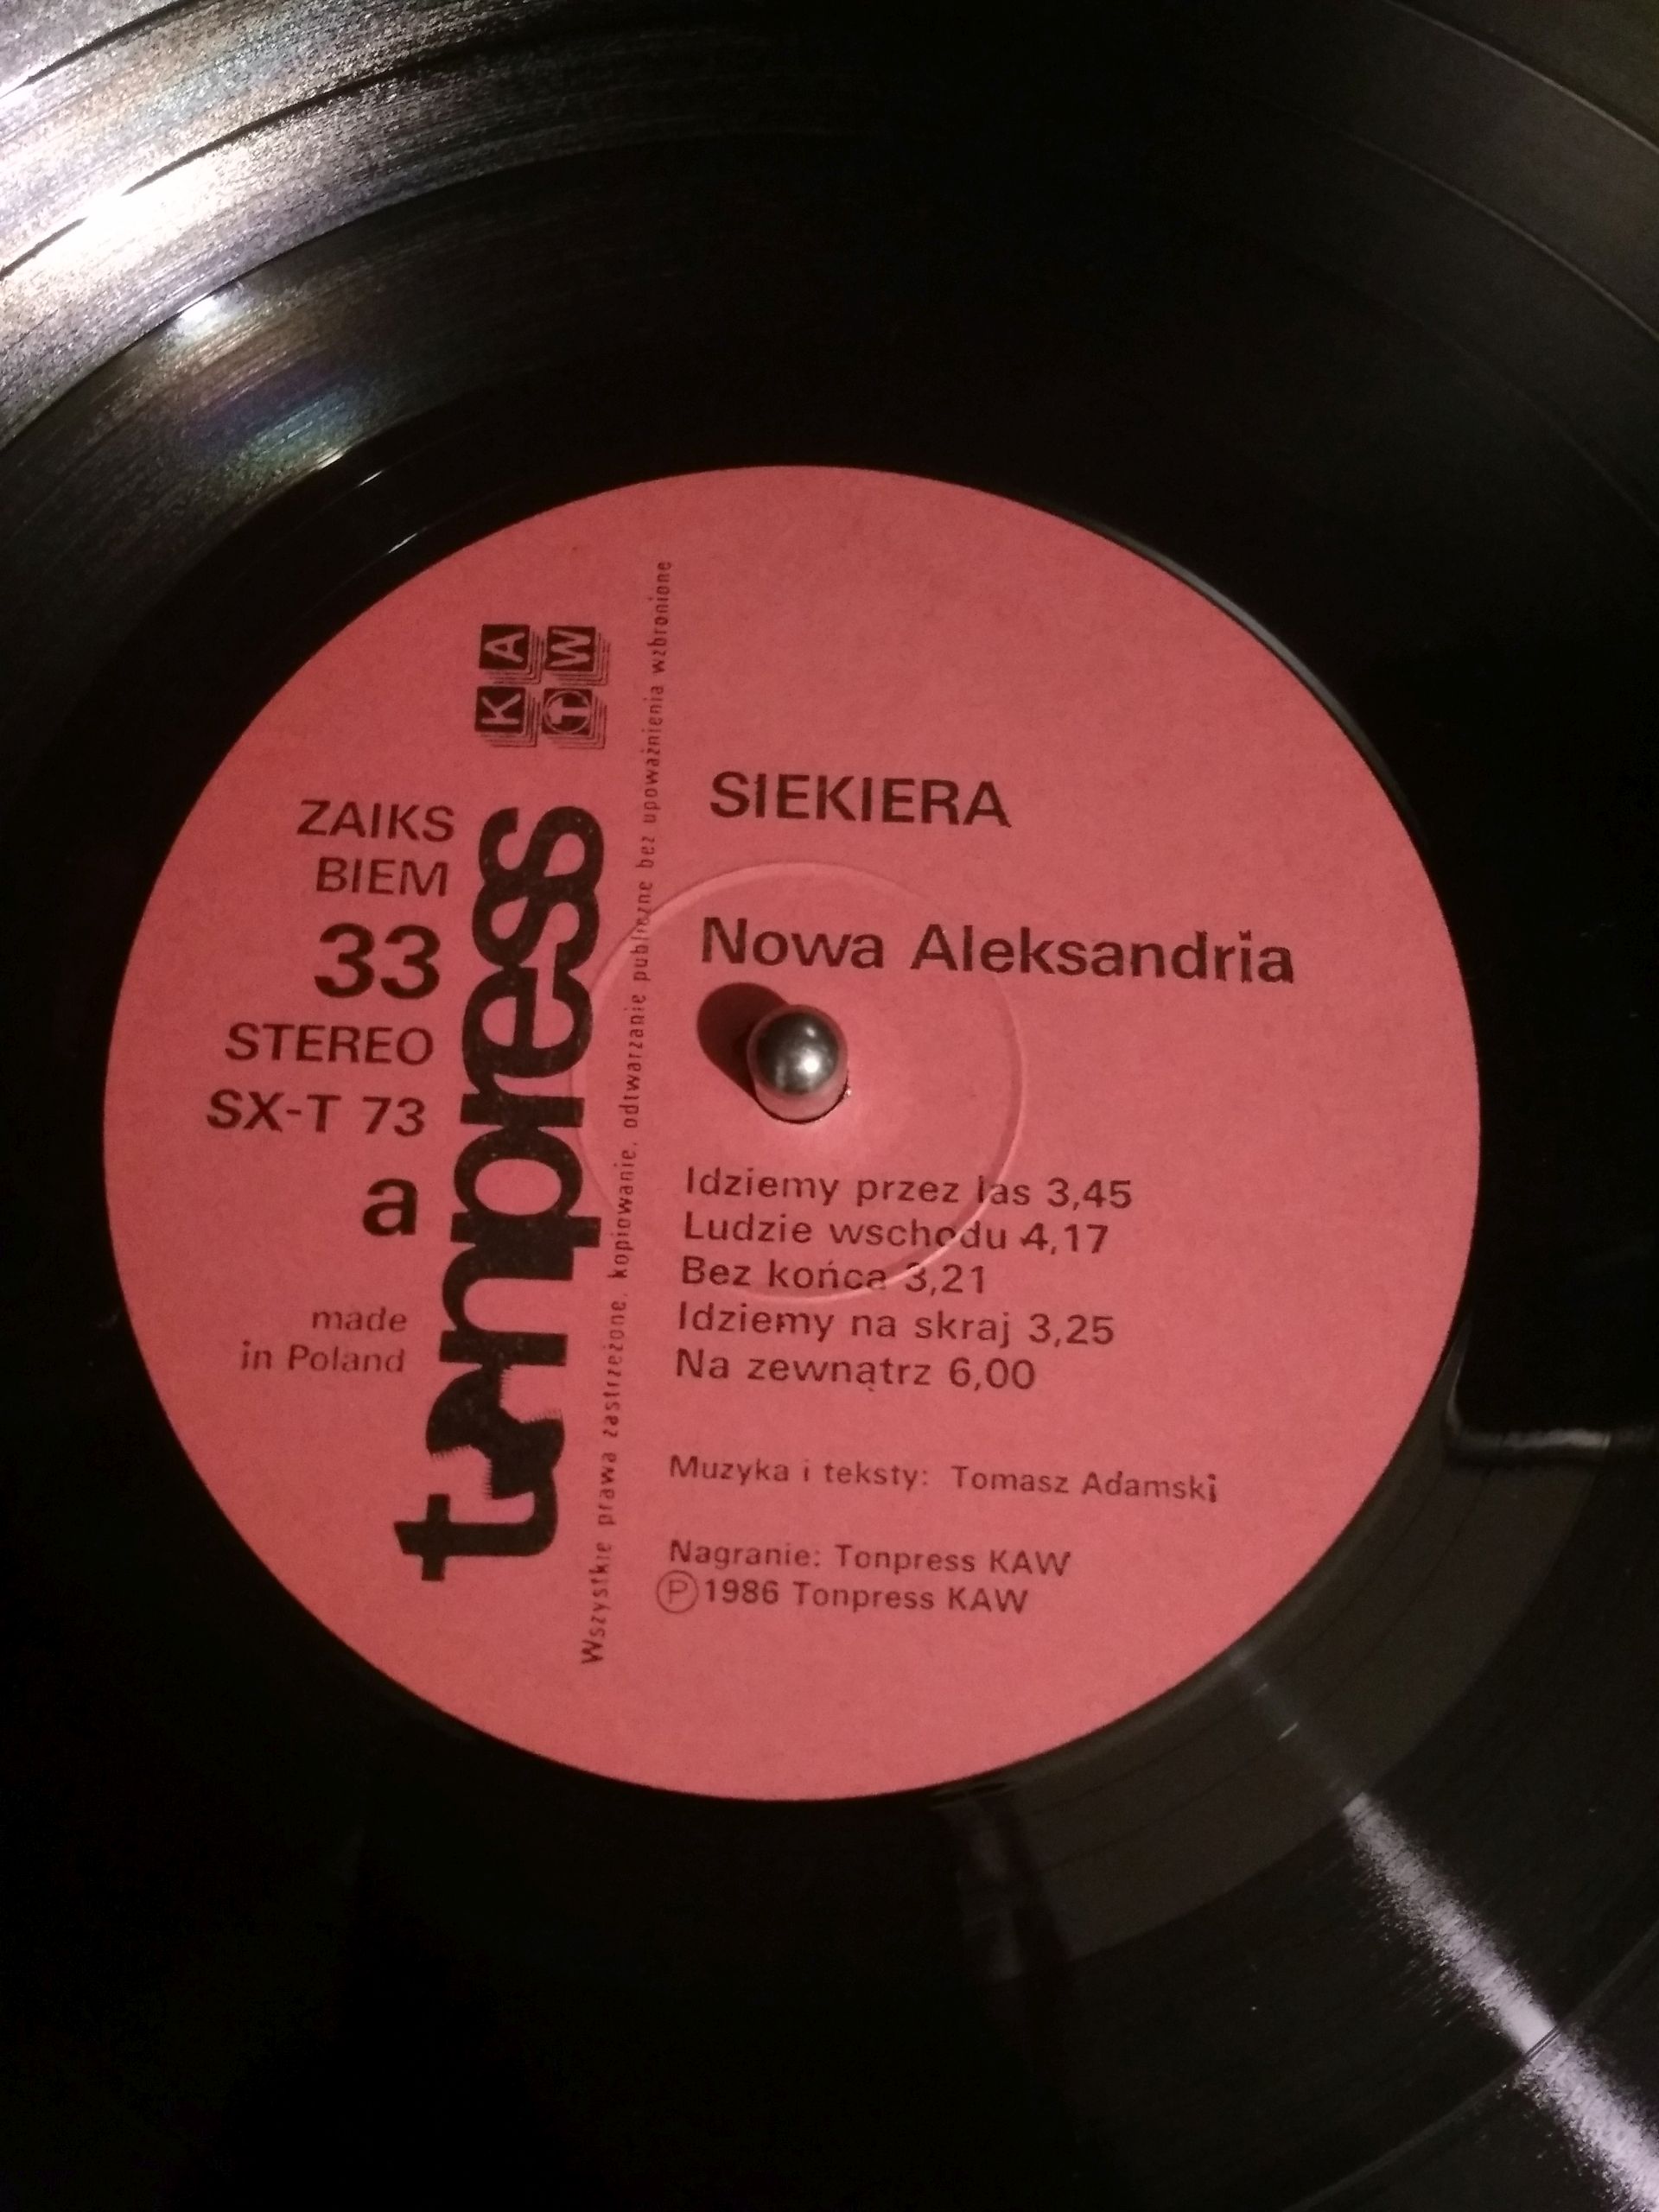 K A
T W
tonpress
Wszystkie prawa zastrzeżone, kopiowanie, odtwarzanie publiczne bez upoważnienia wzbronione
ZAIKS
BIEM
33
STEREO
SX-T 73
a
made
in Poland
SIEKIERA
Nowa Aleksandria
Idziemy przez las 3,45
Ludzie wschodu 4,17
Bez końca 3,21
Idziemy na skraj 3,25
Na zewnątrz 6,00
Muzyka i teksty: Tomasz Adamski
Nagranie: Tonpress KAW
Ⓟ1986 Tonpress KAW